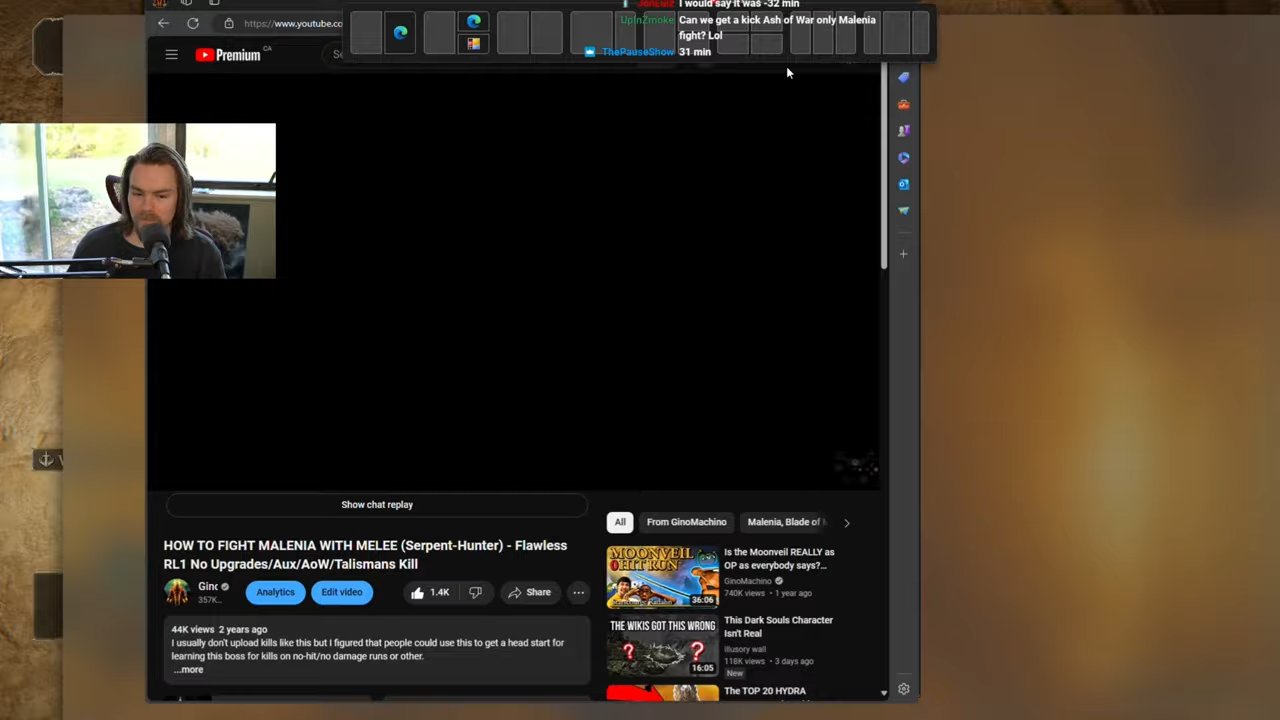 JonLuiz I would say it was -32 min
UpInZmoke Can we get a kick Ash of War only Malenia
fight? Lol
ThePauseShow 31 min
https://www.youtube.co
Premium CA
Show chat replay
HOW TO FIGHT MALENIA WITH MELEE (Serpent-Hunter) - Flawless
RL1 No Upgrades/Aux/AoW/Talismans Kill
Ginc
357K...
Analytics
Edit video
1.4K
Share
44K views 2 years ago
I usually don't upload kills like this but I figured that people could use this to get a head start for
learning this boss for kills on no-hit/no damage runs or other.
...more
All
From GinoMachino
Malenia, Blade of
MOONVEIL
0 HIT RUN
36:06
Is the Moonveil REALLY as
OP as everybody says?...
GinoMachino
740K views • 1 year ago
THE WIKIS GOT THIS WRONG
16:05
This Dark Souls Character
Isn't Real
illusory wall
118K views • 3 days ago
New
The TOP 20 HYDRA